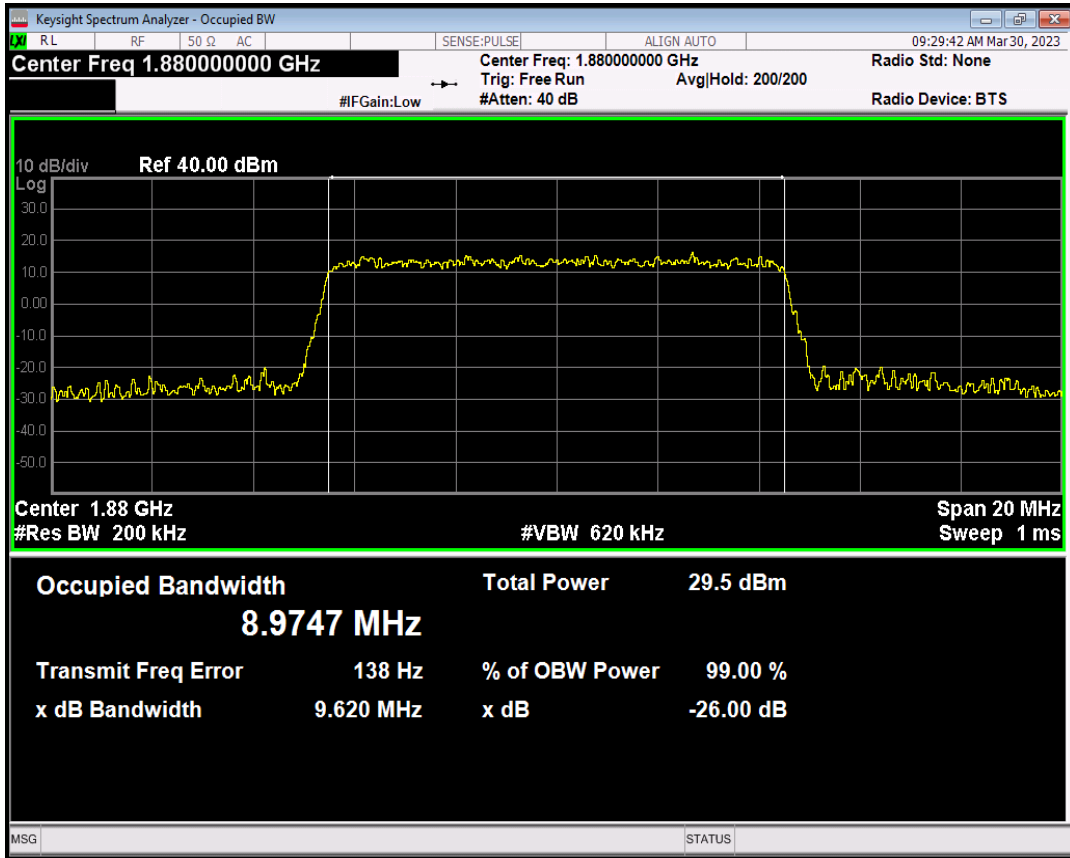 Keysight Spectrum Analyzer - Occupied BW
LXI RL RF 50 Ω AC SENSE:PULSE ALIGN AUTO 09:29:42 AM Mar 30, 2023
Center Freq 1.880000000 GHz
Center Freq: 1.880000000 GHz
Radio Std: None
Trig: Free Run Avg|Hold: 200/200
#IFGain:Low #Atten: 40 dB Radio Device: BTS
10 dB/div Ref 40.00 dBm
Log
30.0
20.0
10.0
0.00
-10.0
-20.0
-30.0
-40.0
-50.0
Center 1.88 GHz Span 20 MHz
#Res BW 200 kHz #VBW 620 kHz Sweep 1 ms
Occupied Bandwidth Total Power 29.5 dBm
8.9747 MHz
Transmit Freq Error 138 Hz % of OBW Power 99.00 %
x dB Bandwidth 9.620 MHz x dB -26.00 dB
MSG STATUS